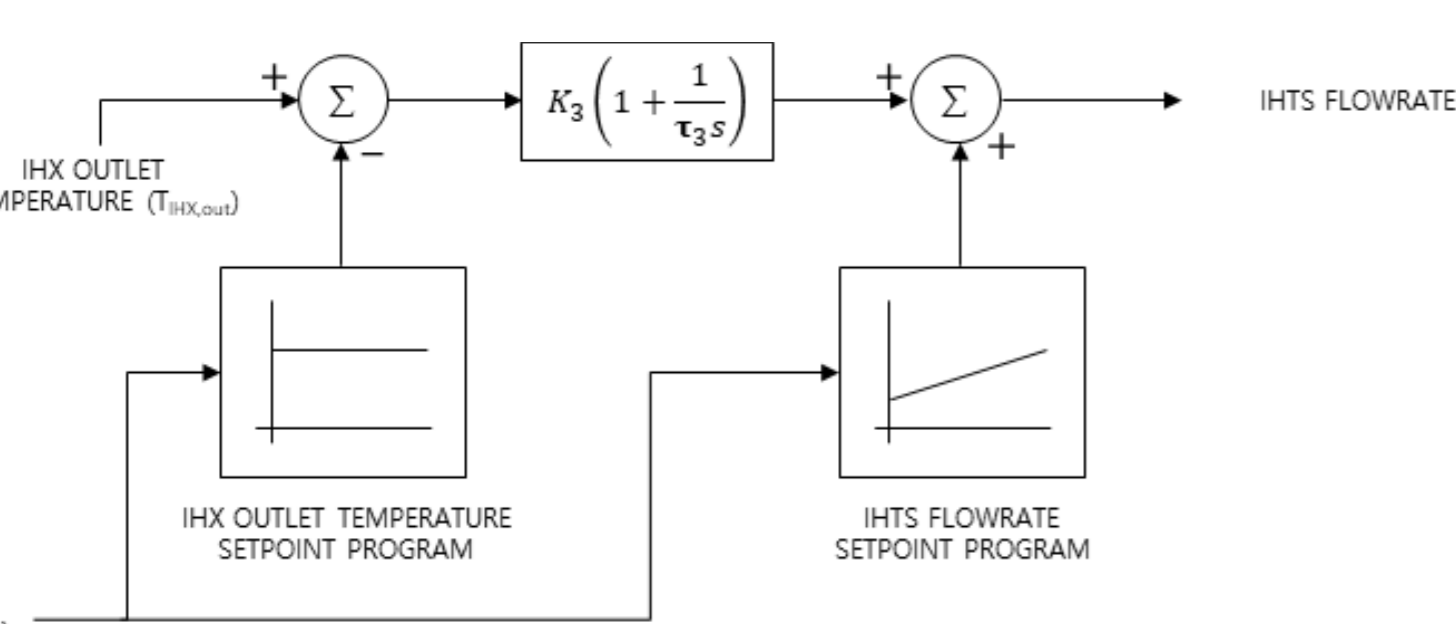 +
Σ
−
K₃(1 + 1/τ₃s)
+
Σ
+
IHTS FLOWRATE
IHX OUTLET
MPERATURE (T_IHX,out)
IHX OUTLET TEMPERATURE
SETPOINT PROGRAM
IHTS FLOWRATE
SETPOINT PROGRAM